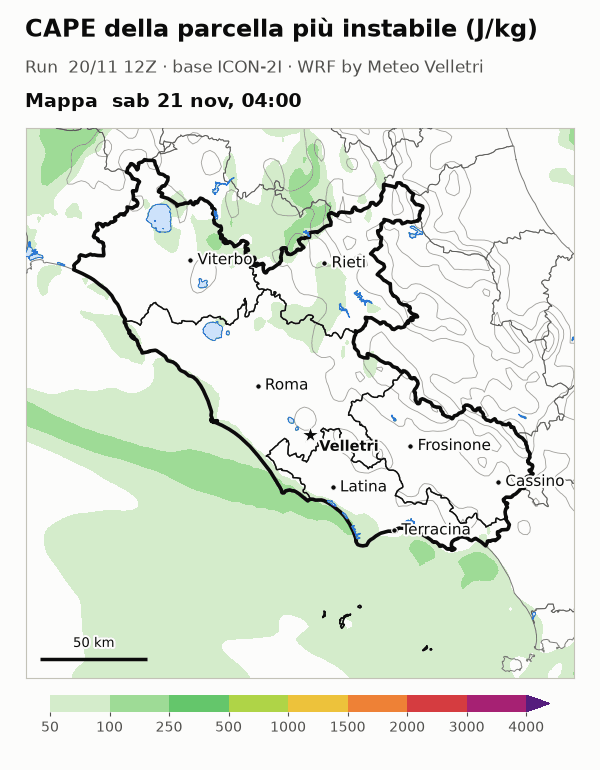 CAPE della parcella più instabile (J/kg)
Run  20/11 12Z · base ICON-2I · WRF by Meteo Velletri
Mappa  sab 21 nov, 04:00
Viterbo
Rieti
Roma
Velletri
Frosinone
Cassino
Latina
Terracina
50 km
50 100 250 500 1000 1500 2000 3000 4000